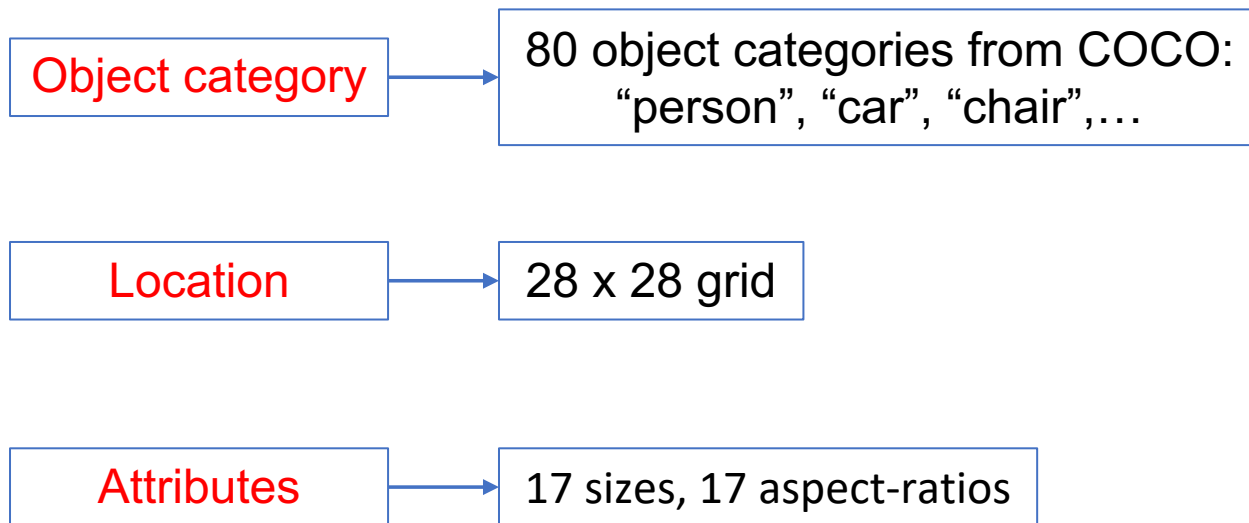 Object category
80 object categories from COCO:
“person”, “car”, “chair”,…
Location
28 x 28 grid
Attributes
17 sizes, 17 aspect-ratios